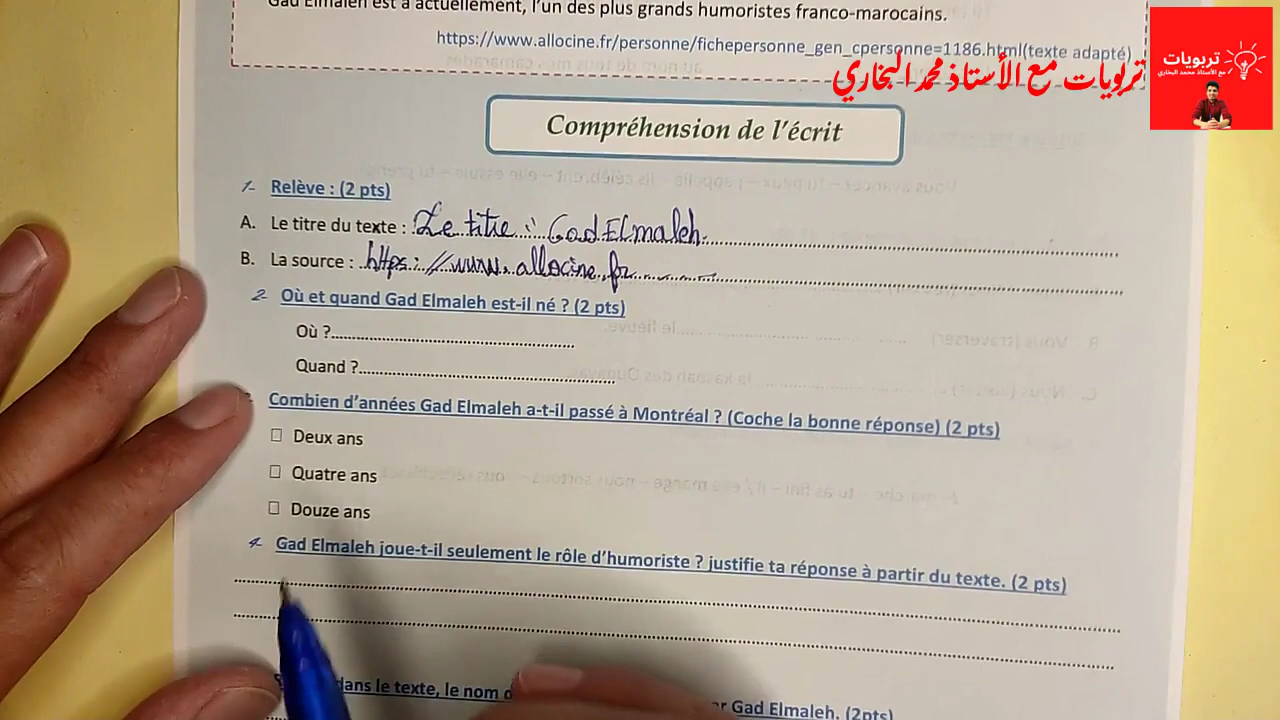 Gad Elmaleh est à actuellement, l'un des plus grands humoristes franco-marocains.
https://www.allocine.fr/personne/fichepersonne_gen_cpersonne=1186.html(texte adapté)
تربويات مع الأستاذ محمد البخاري
تربويات
مع الأستاذ محمد البخاري
Compréhension de l'écrit
1- Relève : (2 pts)
A. Le titre du texte : Le titre : Gad ELmaleh.
B. La source : https://www.allocine.fr
2- Où et quand Gad Elmaleh est-il né ? (2 pts)
Où ?
Quand ?
Combien d'années Gad Elmaleh a-t-il passé à Montréal ? (Coche la bonne réponse) (2 pts)
□ Deux ans
□ Quatre ans
□ Douze ans
4- Gad Elmaleh joue-t-il seulement le rôle d'humoriste ? justifie ta réponse à partir du texte. (2 pts)
dans le texte, le nom Gad Elmaleh. (2pts)